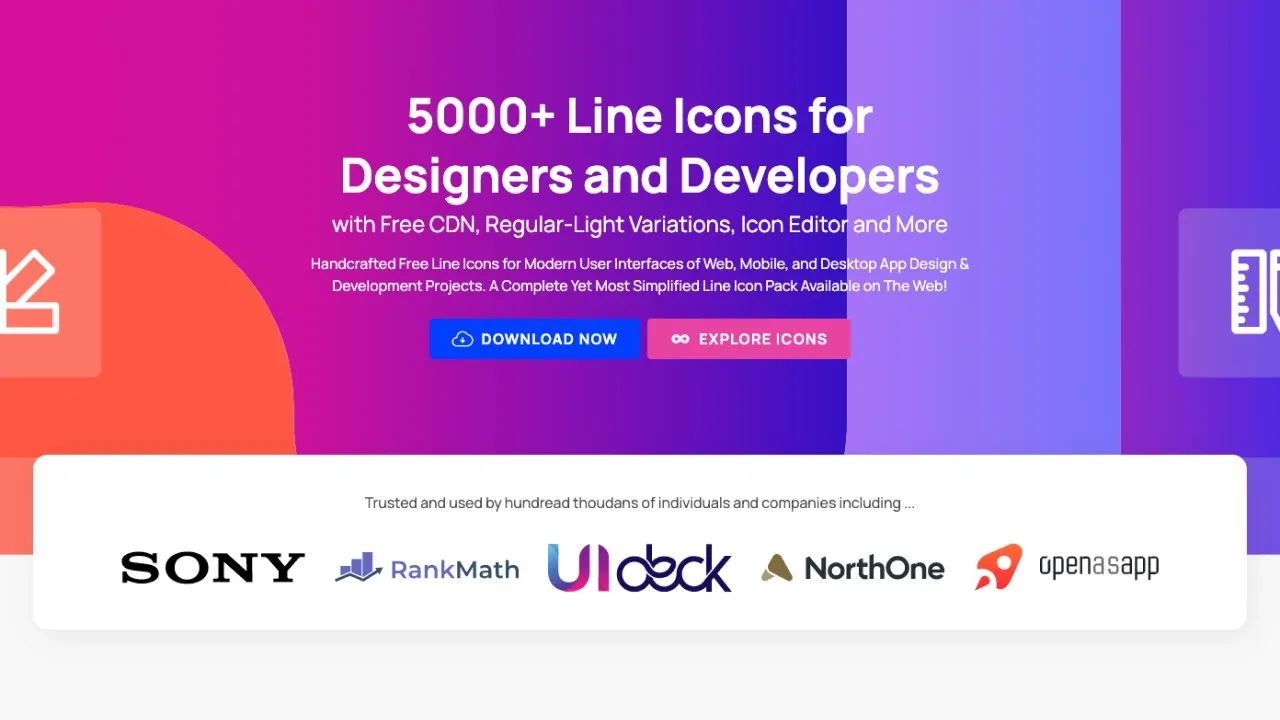 5000+ Line Icons for
Designers and Developers
with Free CDN, Regular-Light Variations, Icon Editor and More
Handcrafted Free Line Icons for Modern User Interfaces of Web, Mobile, and Desktop App Design &
Development Projects. A Complete Yet Most Simplified Line Icon Pack Available on The Web!
DOWNLOAD NOW
EXPLORE ICONS
Trusted and used by hundread thoudans of individuals and companies including ...
SONY
RankMath
UIdeck
NorthOne
openasapp